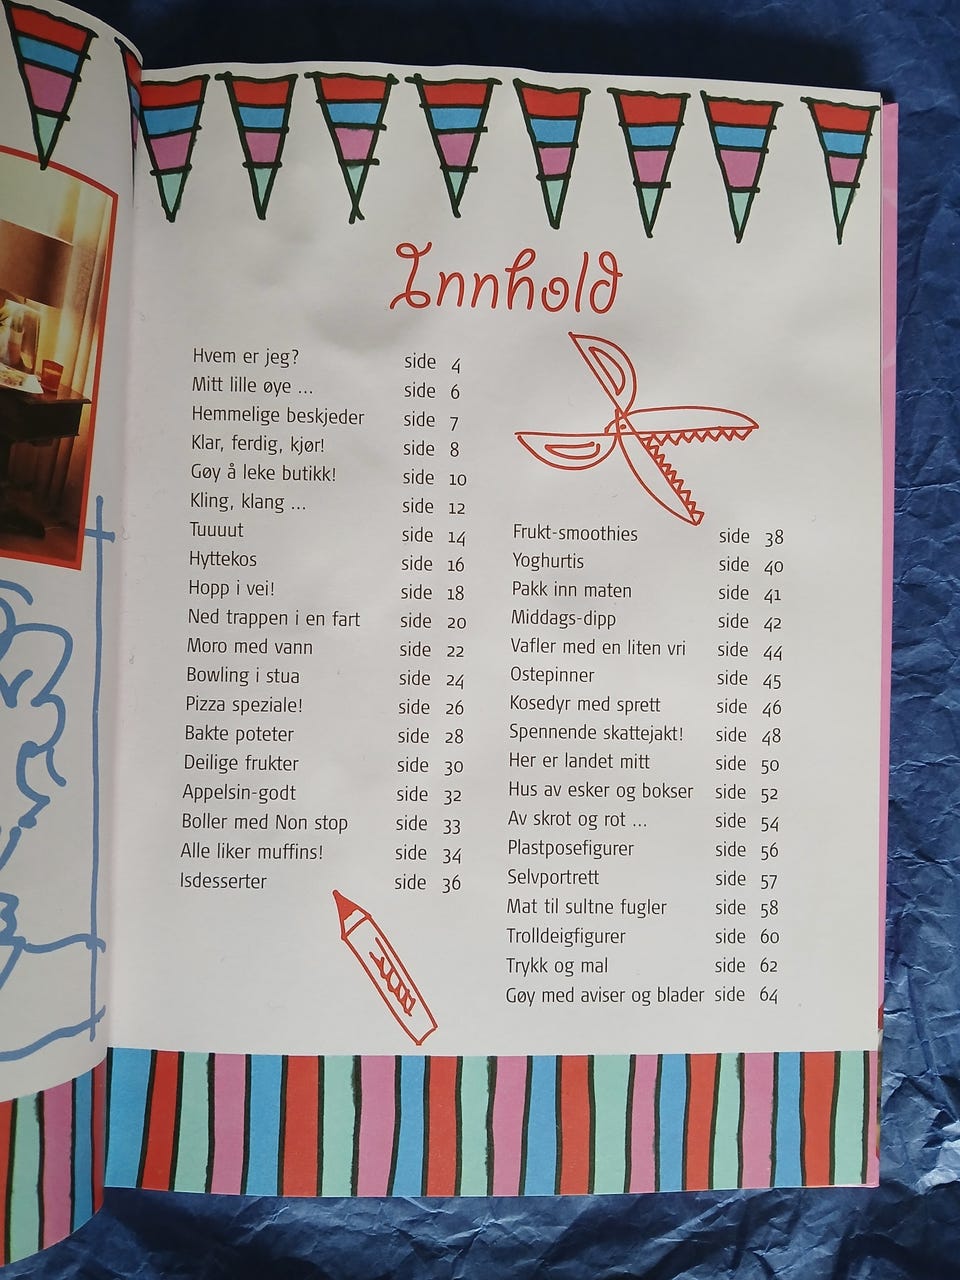 Innhold
Hvem er jeg? side 4
Mitt lille øye ... side 6
Hemmelige beskjeder side 7
Klar, ferdig, kjør! side 8
Gøy å leke butikk! side 10
Kling, klang ... side 12
Tuuuut side 14
Hyttekos side 16
Hopp i vei! side 18
Ned trappen i en fart side 20
Moro med vann side 22
Bowling i stua side 24
Pizza speziale! side 26
Bakte poteter side 28
Deilige frukter side 30
Appelsin-godt side 32
Boller med Non stop side 33
Alle liker muffins! side 34
Isdesserter side 36
Frukt-smoothies side 38
Yoghurtis side 40
Pakk inn maten side 41
Middags-dipp side 42
Vafler med en liten vri side 44
Ostepinner side 45
Kosedyr med sprett side 46
Spennende skattejakt! side 48
Her er landet mitt side 50
Hus av esker og bokser side 52
Av skrot og rot ... side 54
Plastposefigurer side 56
Selvportrett side 57
Mat til sultne fugler side 58
Trolldeigfigurer side 60
Trykk og mal side 62
Gøy med aviser og blader side 64